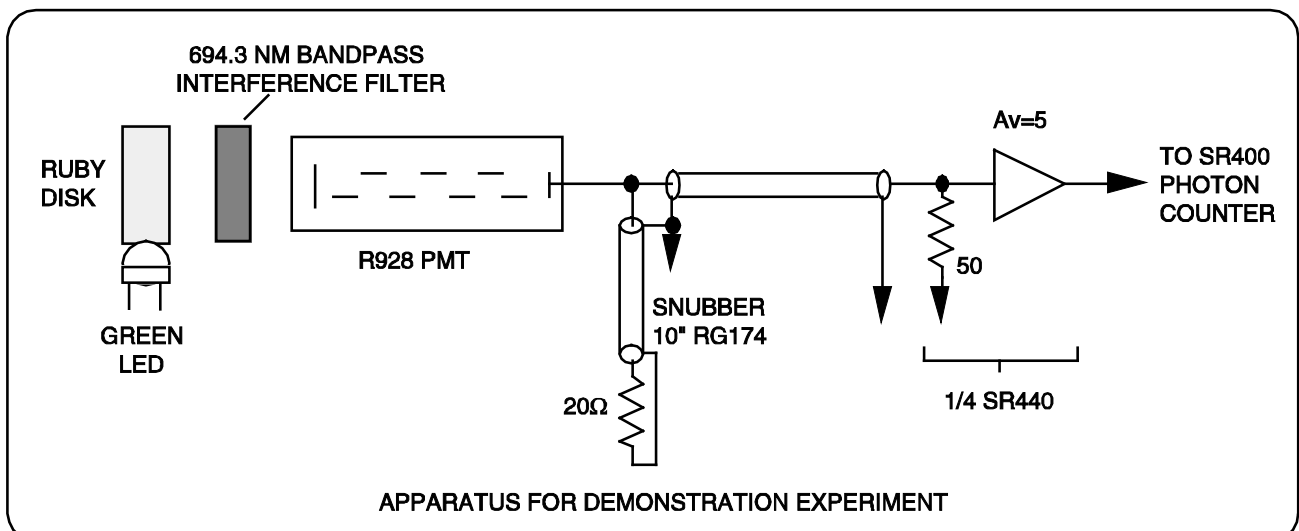 694.3 NM BANDPASS
INTERFERENCE FILTER
RUBY
DISK
GREEN
LED
R928 PMT
SNUBBER
10" RG174
20Ω
Av=5
50
1/4 SR440
TO SR400
PHOTON
COUNTER
APPARATUS FOR DEMONSTRATION EXPERIMENT